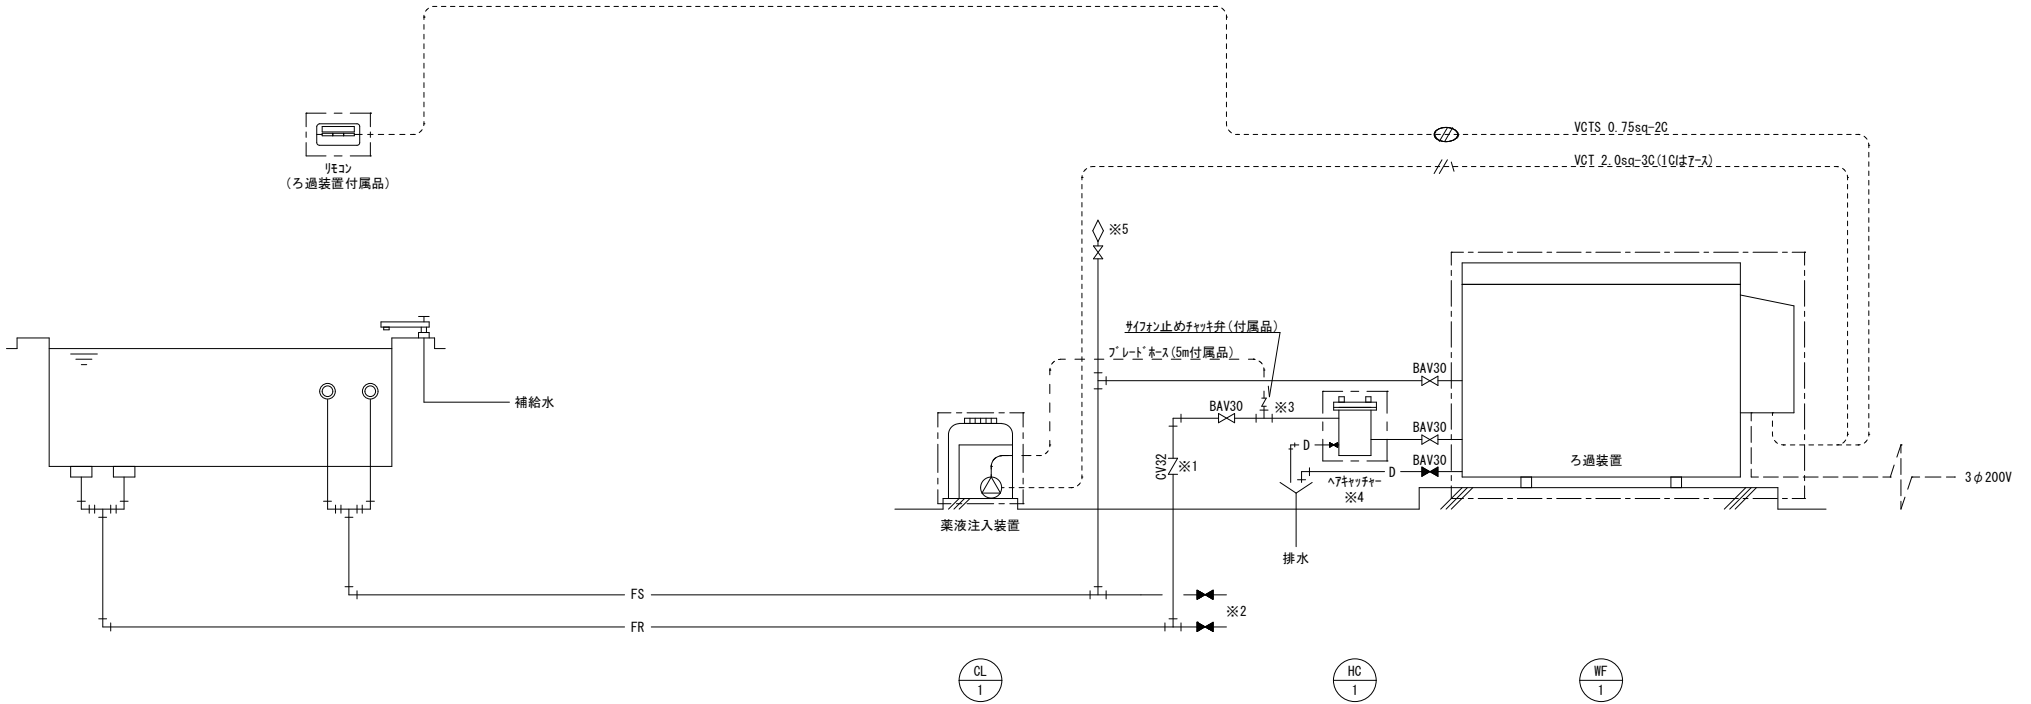 VCTS 0.75sq-2C
VCT 2.0sq-3C(1Cはｱｰｽ)
ﾘﾓｺﾝ
(ろ過装置付属品)
※5
ｻｲﾌｫﾝ止めﾁｬｯｷ弁(付属品)
ﾌﾞﾚｰﾄﾞﾎｰｽ(5m付属品)
BAV30
補給水
BAV30
※3
BAV30
D
CV32
※1
D
BAV30
ろ過装置
ﾍｱｷｬｯﾁｬｰ
※4
3φ200V
薬液注入装置
排水
FS
※2
FR
CL
1
HC
1
WF
1